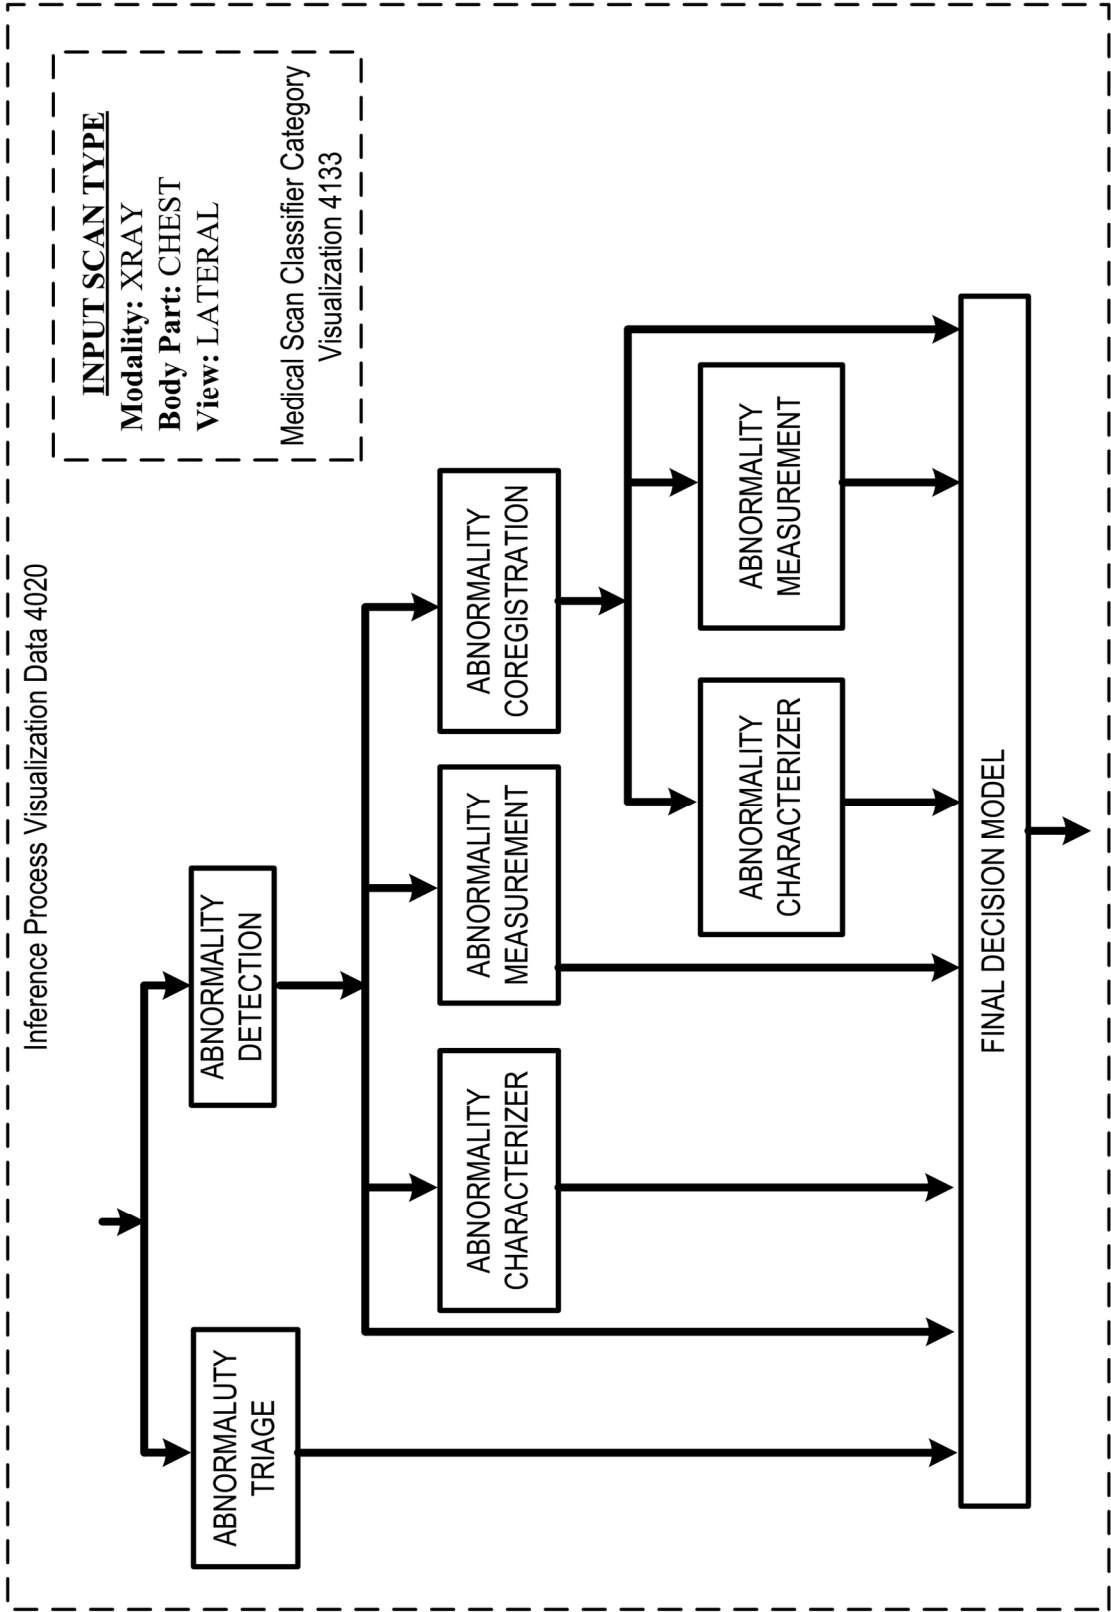 Inference Process Visualization Data 4020
INPUT SCAN TYPE
Modality: XRAY
Body Part: CHEST
View: LATERAL
Medical Scan Classifier Category
Visualization 4133
ABNORMALUTY
TRIAGE
ABNORMALITY
DETECTION
ABNORMALITY
CHARACTERIZER
ABNORMALITY
MEASUREMENT
ABNORMALITY
COREGISTRATION
ABNORMALITY
CHARACTERIZER
ABNORMALITY
MEASUREMENT
FINAL DECISION MODEL